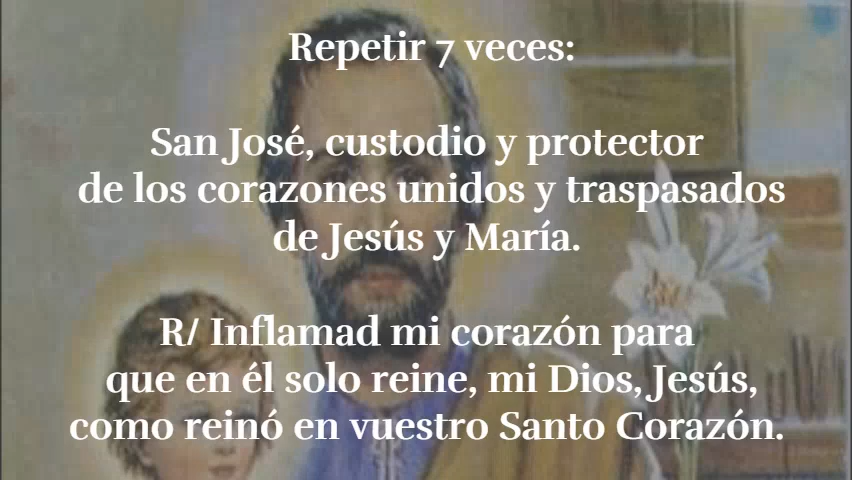 Repetir 7 veces:
San José, custodio y protector
de los corazones unidos y traspasados
de Jesús y María.
R/ Inflamad mi corazón para
que en él solo reine, mi Dios, Jesús,
como reinó en vuestro Santo Corazón.